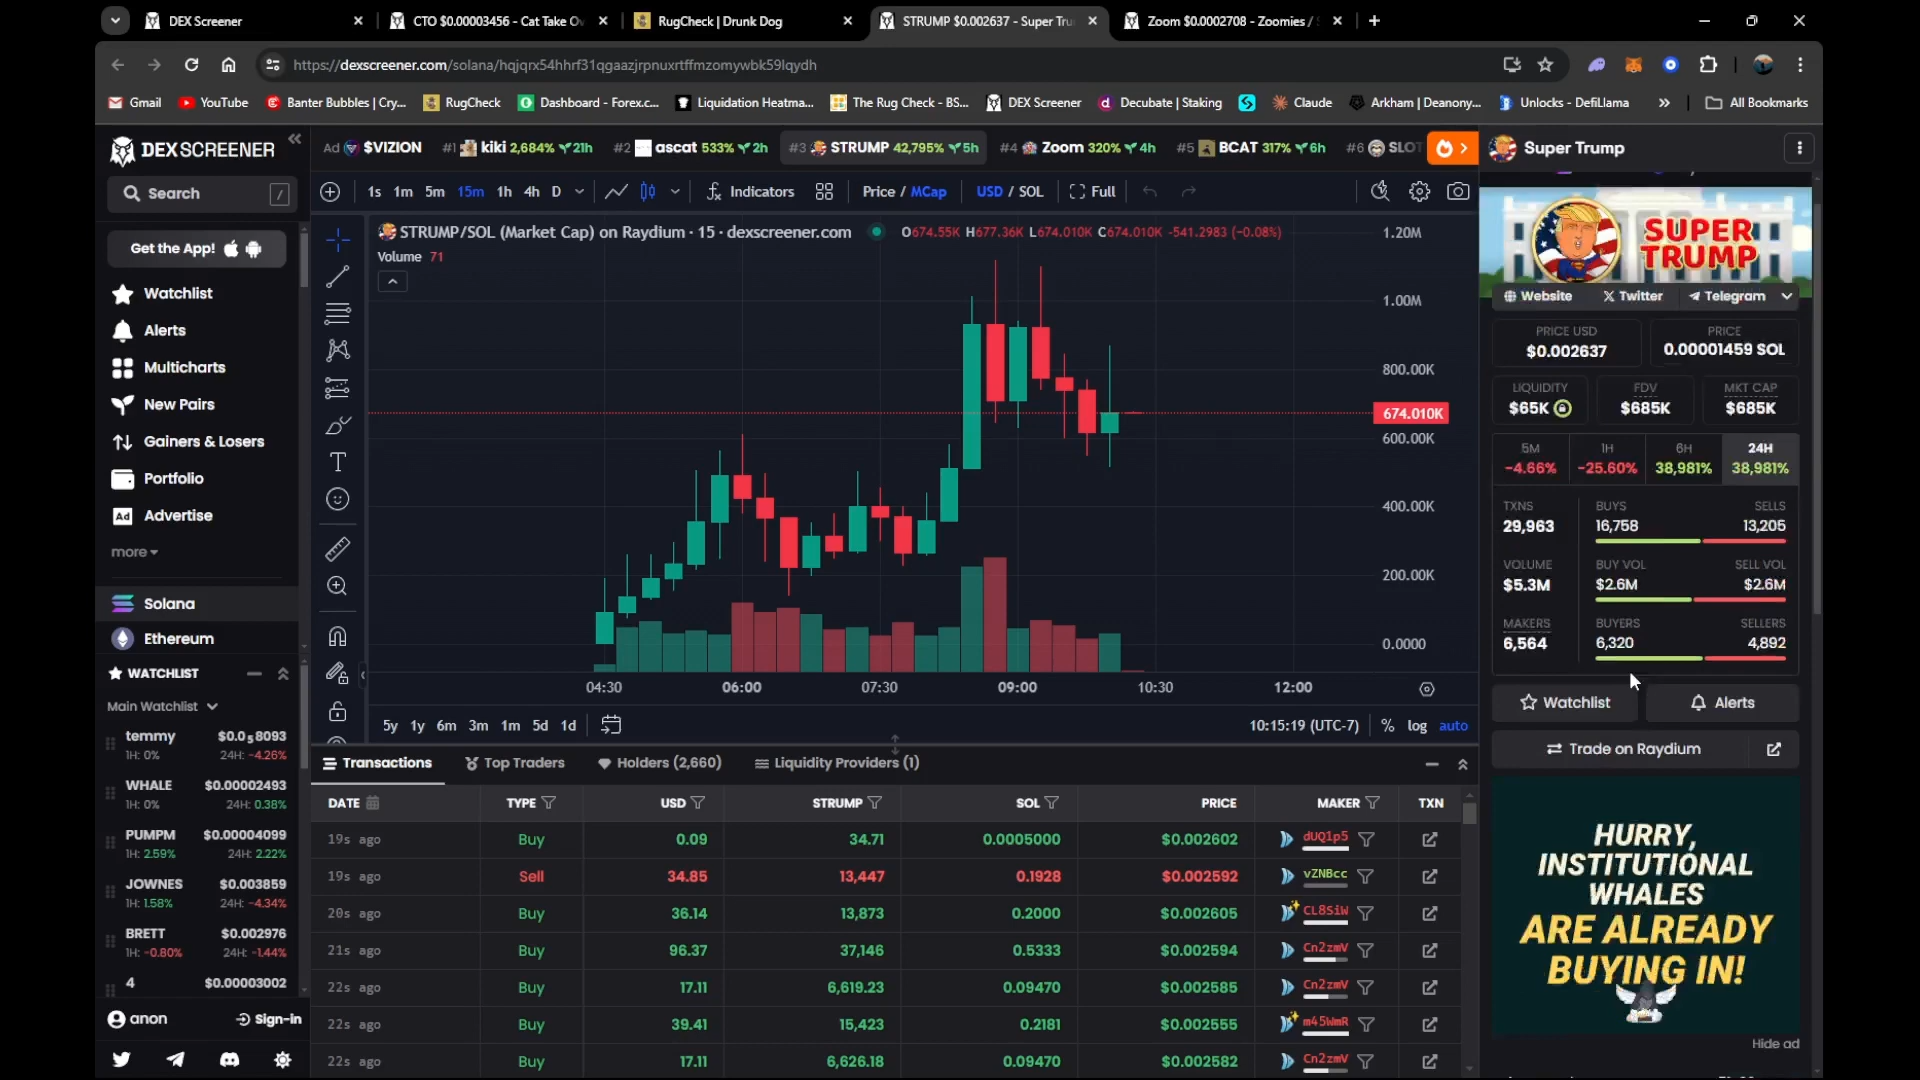 DEX Screener
CTO $0.00003456 - Cat Take Ov
RugCheck | Drunk Dog
STRUMP $0.002637 - Super Tru
Zoom $0.0002708 - Zoomies /
https://dexscreener.com/solana/hqjqrx54hhrf31qgaazjrpnuxrtffmzomywbk59lqydh
Gmail YouTube Banter Bubbles | Cry... RugCheck Dashboard - Forex.c... Liquidation Heatma... The Rug Check - BS... DEX Screener Decubate | Staking Claude Arkham | Deanony... Unlocks - DefiLlama » All Bookmarks
DEXSCREENER
Search /
Get the App!
Watchlist
Alerts
Multicharts
New Pairs
Gainers & Losers
Portfolio
Ad Advertise
more
Solana
Ethereum
WATCHLIST
Main Watchlist
temmy $0.0₅8093
1H: 0% 24H: -4.26%
WHALE $0.00002493
1H: 0% 24H: 0.38%
PUMPM $0.00004099
1H: 2.59% 24H: 2.22%
JOWNES $0.003859
1H: 1.58% 24H: -4.34%
BRETT $0.002976
1H: -0.80% 24H: -1.44%
4 $0.00003002
anon Sign-in
Ad $VIZION #1 kiki 2,684% 21h #2 ascat 533% 2h #3 STRUMP 42,795% 5h #4 Zoom 320% 4h #5 BCAT 317% 6h #6 SLOT
1s 1m 5m 15m 1h 4h D Indicators Price / MCap USD / SOL Full
STRUMP/SOL (Market Cap) on Raydium · 15 · dexscreener.com O674.55K H677.36K L674.010K C674.010K -541.2983 (-0.08%)
Volume 71
1.20M
1.00M
800.00K
674.010K
600.00K
400.00K
200.00K
0.0000
04:30 06:00 07:30 09:00 10:30 12:00
5y 1y 6m 3m 1m 5d 1d 10:15:19 (UTC-7) % log auto
Transactions Top Traders Holders (2,660) Liquidity Providers (1)
DATE TYPE USD STRUMP SOL PRICE MAKER TXN
19s ago Buy 0.09 34.71 0.0005000 $0.002602 dUQ1p5
19s ago Sell 34.85 13,447 0.1928 $0.002592 vZNBcc
20s ago Buy 36.14 13,873 0.2000 $0.002605 CL8SiW
21s ago Buy 96.37 37,146 0.5333 $0.002594 Cn2zmV
22s ago Buy 17.11 6,619.23 0.09470 $0.002585 Cn2zmV
22s ago Buy 39.41 15,423 0.2181 $0.002555 m45WmR
22s ago Buy 17.11 6,626.18 0.09470 $0.002582 Cn2zmV
Super Trump
SUPER
TRUMP
Website Twitter Telegram
PRICE USD PRICE
$0.002637 0.00001459 SOL
LIQUIDITY FDV MKT CAP
$65K $685K $685K
5M 1H 6H 24H
-4.66% -25.60% 38,981% 38,981%
TXNS BUYS SELLS
29,963 16,758 13,205
VOLUME BUY VOL SELL VOL
$5.3M $2.6M $2.6M
MAKERS BUYERS SELLERS
6,564 6,320 4,892
Watchlist Alerts
Trade on Raydium
HURRY,
INSTITUTIONAL
WHALES
ARE ALREADY
BUYING IN!
Hide ad